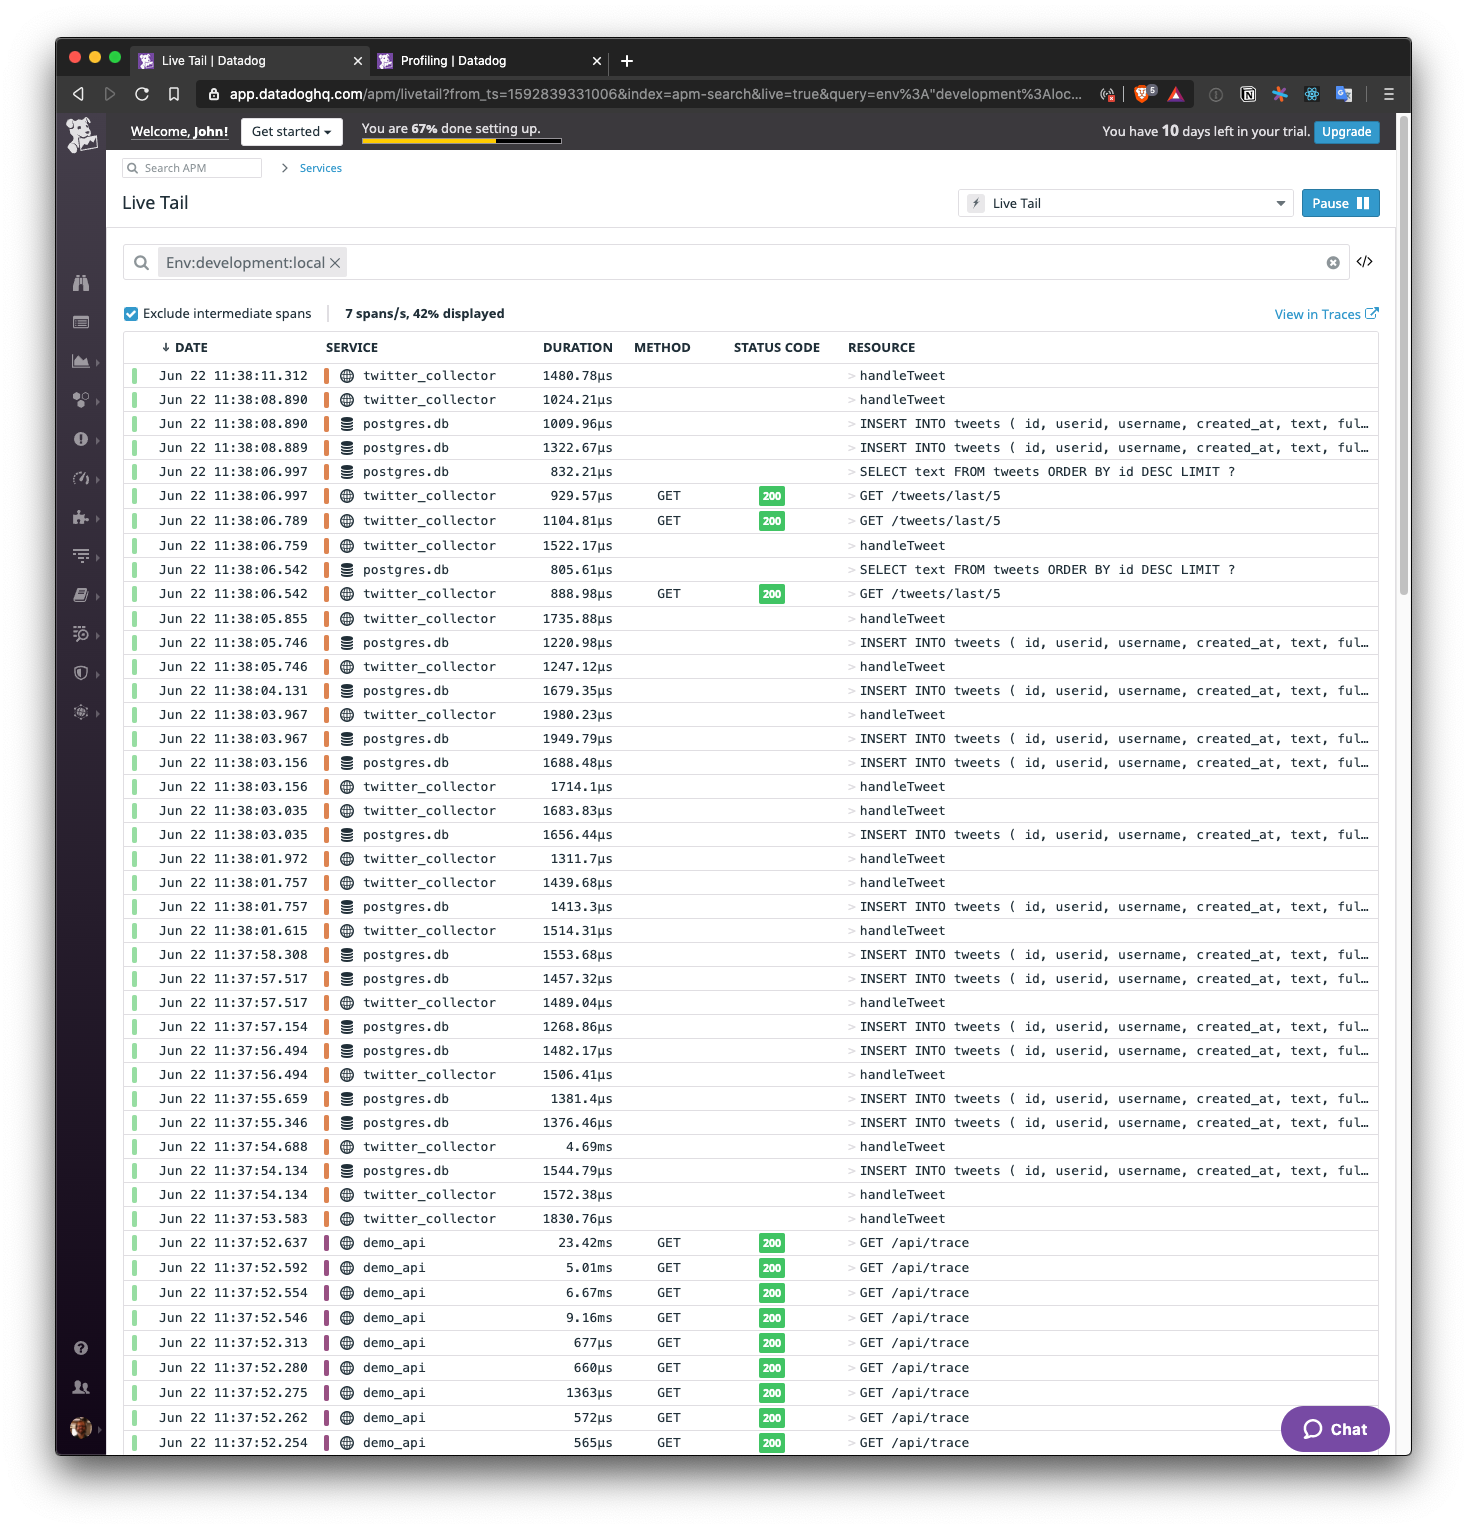 Live Tail | Datadog
Profiling | Datadog
app.datadoghq.com/apm/livetail?from_ts=1592839331006&index=apm-search&live=true&query=env%3A"development%3Aloc...
5
Welcome, John!
Get started
You are 67% done setting up.
You have 10 days left in your trial.
Upgrade
Search APM
Services
Live Tail
Live Tail
Pause
Env:development:local
</>
Exclude intermediate spans
7 spans/s, 42% displayed
View in Traces
DATE SERVICE DURATION METHOD STATUS CODE RESOURCE
Jun 22 11:38:11.312 twitter_collector 1480.78µs > handleTweet
Jun 22 11:38:08.890 twitter_collector 1024.21µs > handleTweet
Jun 22 11:38:08.890 postgres.db 1009.96µs > INSERT INTO tweets ( id, userid, username, created_at, text, ful…
Jun 22 11:38:08.889 postgres.db 1322.67µs > INSERT INTO tweets ( id, userid, username, created_at, text, ful…
Jun 22 11:38:06.997 postgres.db 832.21µs > SELECT text FROM tweets ORDER BY id DESC LIMIT ?
Jun 22 11:38:06.997 twitter_collector 929.57µs GET 200 > GET /tweets/last/5
Jun 22 11:38:06.789 twitter_collector 1104.81µs GET 200 > GET /tweets/last/5
Jun 22 11:38:06.759 twitter_collector 1522.17µs > handleTweet
Jun 22 11:38:06.542 postgres.db 805.61µs > SELECT text FROM tweets ORDER BY id DESC LIMIT ?
Jun 22 11:38:06.542 twitter_collector 888.98µs GET 200 > GET /tweets/last/5
Jun 22 11:38:05.855 twitter_collector 1735.88µs > handleTweet
Jun 22 11:38:05.746 postgres.db 1220.98µs > INSERT INTO tweets ( id, userid, username, created_at, text, ful…
Jun 22 11:38:05.746 twitter_collector 1247.12µs > handleTweet
Jun 22 11:38:04.131 postgres.db 1679.35µs > INSERT INTO tweets ( id, userid, username, created_at, text, ful…
Jun 22 11:38:03.967 twitter_collector 1980.23µs > handleTweet
Jun 22 11:38:03.967 postgres.db 1949.79µs > INSERT INTO tweets ( id, userid, username, created_at, text, ful…
Jun 22 11:38:03.156 postgres.db 1688.48µs > INSERT INTO tweets ( id, userid, username, created_at, text, ful…
Jun 22 11:38:03.156 twitter_collector 1714.1µs > handleTweet
Jun 22 11:38:03.035 twitter_collector 1683.83µs > handleTweet
Jun 22 11:38:03.035 postgres.db 1656.44µs > INSERT INTO tweets ( id, userid, username, created_at, text, ful…
Jun 22 11:38:01.972 twitter_collector 1311.7µs > handleTweet
Jun 22 11:38:01.757 twitter_collector 1439.68µs > handleTweet
Jun 22 11:38:01.757 postgres.db 1413.3µs > INSERT INTO tweets ( id, userid, username, created_at, text, ful…
Jun 22 11:38:01.615 twitter_collector 1514.31µs > handleTweet
Jun 22 11:37:58.308 postgres.db 1553.68µs > INSERT INTO tweets ( id, userid, username, created_at, text, ful…
Jun 22 11:37:57.517 postgres.db 1457.32µs > INSERT INTO tweets ( id, userid, username, created_at, text, ful…
Jun 22 11:37:57.517 twitter_collector 1489.04µs > handleTweet
Jun 22 11:37:57.154 postgres.db 1268.86µs > INSERT INTO tweets ( id, userid, username, created_at, text, ful…
Jun 22 11:37:56.494 postgres.db 1482.17µs > INSERT INTO tweets ( id, userid, username, created_at, text, ful…
Jun 22 11:37:56.494 twitter_collector 1506.41µs > handleTweet
Jun 22 11:37:55.659 postgres.db 1381.4µs > INSERT INTO tweets ( id, userid, username, created_at, text, ful…
Jun 22 11:37:55.346 postgres.db 1376.46µs > INSERT INTO tweets ( id, userid, username, created_at, text, ful…
Jun 22 11:37:54.688 twitter_collector 4.69ms > handleTweet
Jun 22 11:37:54.134 postgres.db 1544.79µs > INSERT INTO tweets ( id, userid, username, created_at, text, ful…
Jun 22 11:37:54.134 twitter_collector 1572.38µs > handleTweet
Jun 22 11:37:53.583 twitter_collector 1830.76µs > handleTweet
Jun 22 11:37:52.637 demo_api 23.42ms GET 200 > GET /api/trace
Jun 22 11:37:52.592 demo_api 5.01ms GET 200 > GET /api/trace
Jun 22 11:37:52.554 demo_api 6.67ms GET 200 > GET /api/trace
Jun 22 11:37:52.546 demo_api 9.16ms GET 200 > GET /api/trace
Jun 22 11:37:52.313 demo_api 677µs GET 200 > GET /api/trace
Jun 22 11:37:52.280 demo_api 660µs GET 200 > GET /api/trace
Jun 22 11:37:52.275 demo_api 1363µs GET 200 > GET /api/trace
Jun 22 11:37:52.262 demo_api 572µs GET 200 > GET /api/trace
Jun 22 11:37:52.254 demo_api 565µs GET 200 > GET /api/trace
Chat